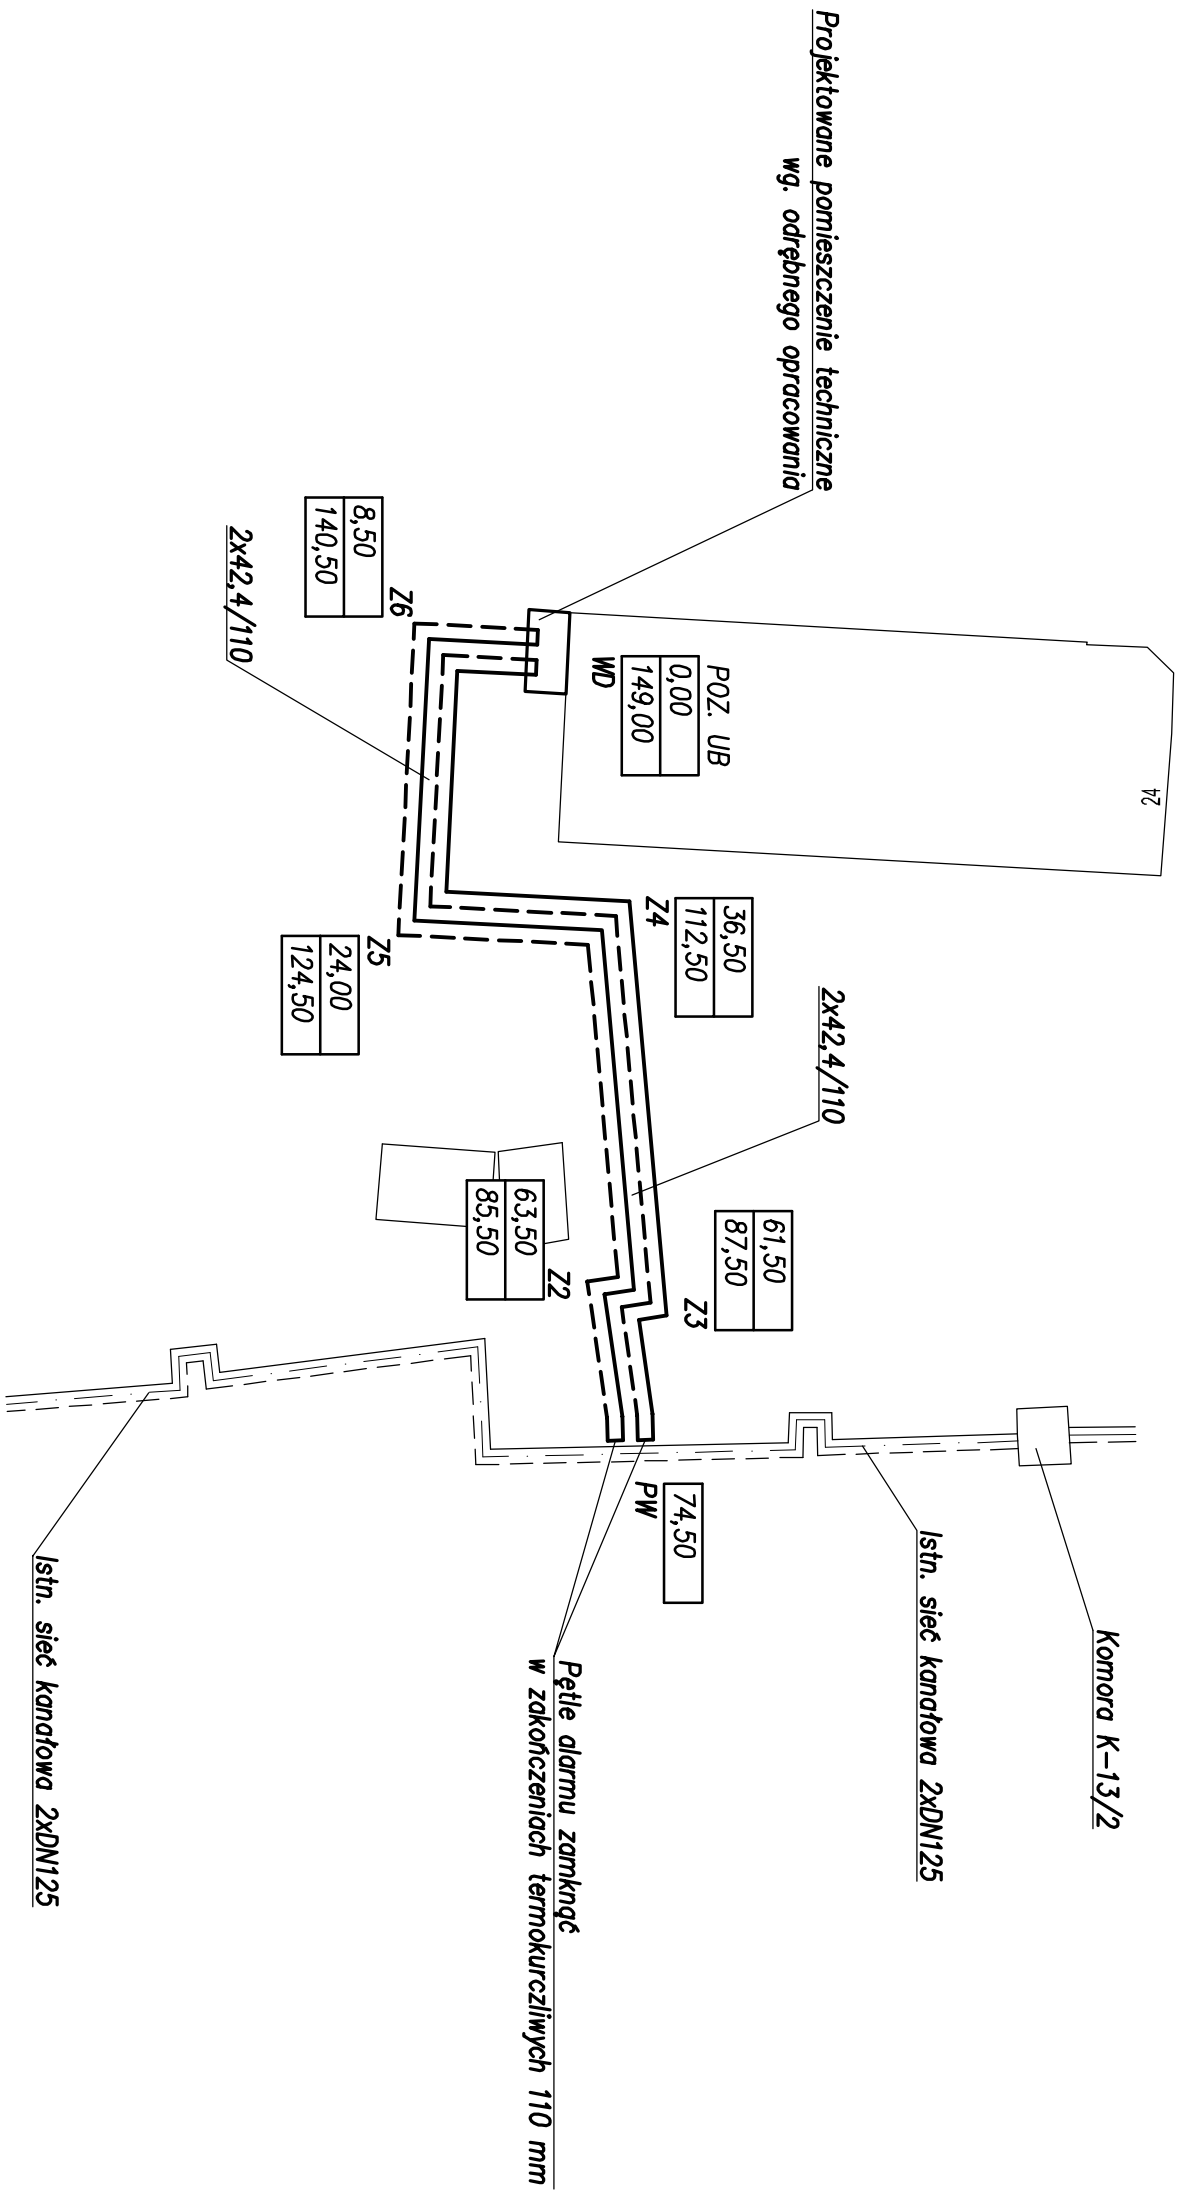 Komora K-13/2
Istn. sieć kanałowa 2xDN125
Projektowane pomieszczenie techniczne
wg. odrębnego opracowania
24
POZ. UB
0,00
149,00
WD
2x42,4/110
36,50
112,50
Z4
61,50
87,50
Z3
74,50
PW
Pętle alarmu zamknąć
w zakończeniach termokurczliwych 110 mm
63,50
85,50
Z2
Z6
8,50
140,50
Z5
24,00
124,50
2x42,4/110
Istn. sieć kanałowa 2xDN125